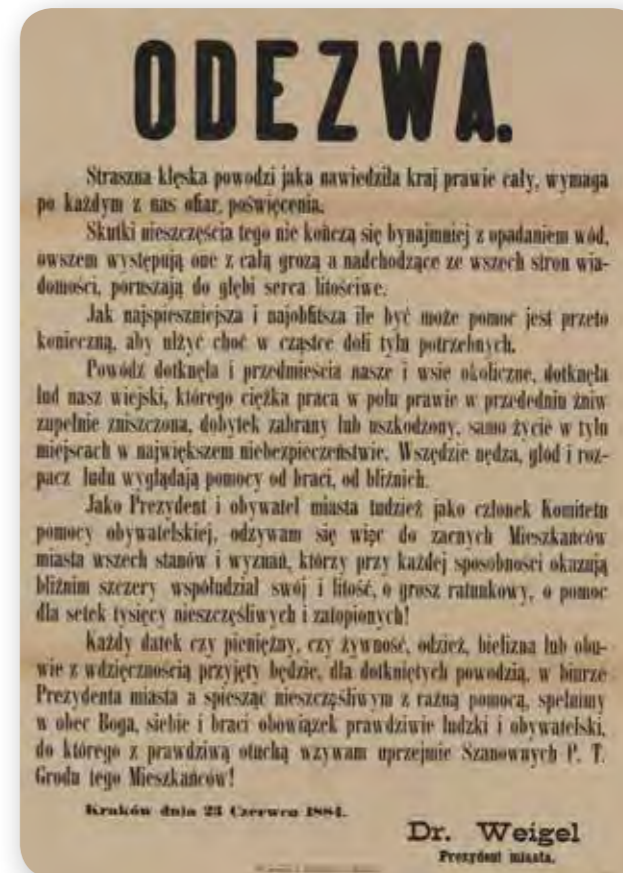 ODEZWA.
Straszna klęska powodzi jaka nawiedziła kraj prawie cały, wymaga
po każdym z nas ofiar, poświęcenia.
Skutki nieszczęścia tego nie kończą się bynajmniej z opadaniem wód,
owszem występują one z całą grozą a nadchodzące ze wszech stron wia-
domości, poruszają do głębi serca litościwe.
Jak najspieszniejsza i najobfitsza ile być może pomoc jest przeto
konieczną, aby ulżyć choć w cząstce doli tylu potrzebnych.
Powódź dotknęła i przedmieścia nasze i wsie okoliczne, dotknęła
lud nasz wiejski, którego ciężka praca w polu prawie w przededniu żniw
zupełnie zniszczona, dobytek zabrany lub uszkodzony, samo życie w tylu
miejscach w największem niebezpieczeństwie. Wszędzie nędza, głód i roz-
pacz ludu wyglądają pomocy od braci, od bliźnich.
Jako Prezydent i obywatel miasta tudzież jako członek Komitetu
pomocy obywatelskiej, odzywam się więc do zacnych Mieszkańców
miasta wszech stanów i wyznań, którzy przy każdej sposobności okazują
bliźnim szczery współudział swój i litość, o grosz ratunkowy, o pomoc
dla setek tysięcy nieszczęśliwych i zatopionych!
Każdy datek czy pieniężny, czy żywność, odzież, bielizna lub obu-
wie z wdzięcznością przyjęty będzie, dla dotkniętych powodzią, w biurze
Prezydenta miasta a spiesząc nieszczęśliwym z raźną pomocą, spełnimy
w obec Boga, siebie i braci obowiązek prawdziwie ludzki i obywatelski,
do którego z prawdziwą otuchą wzywam uprzejmie Szanownych P. T.
Grodu tego Mieszkańców!
Kraków dnia 23 Czerwca 1884.
Dr. Weigel
Prezydent miasta.